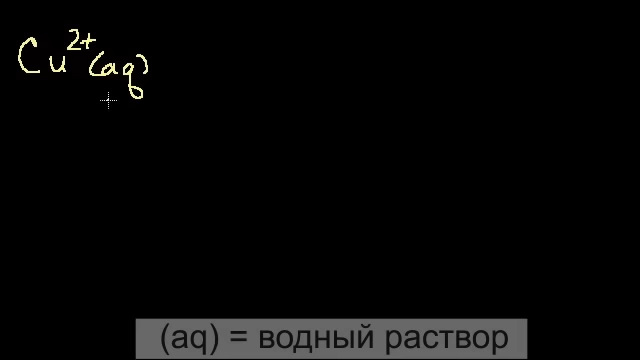 Cu²⁺(aq)
(aq) = водный раствор